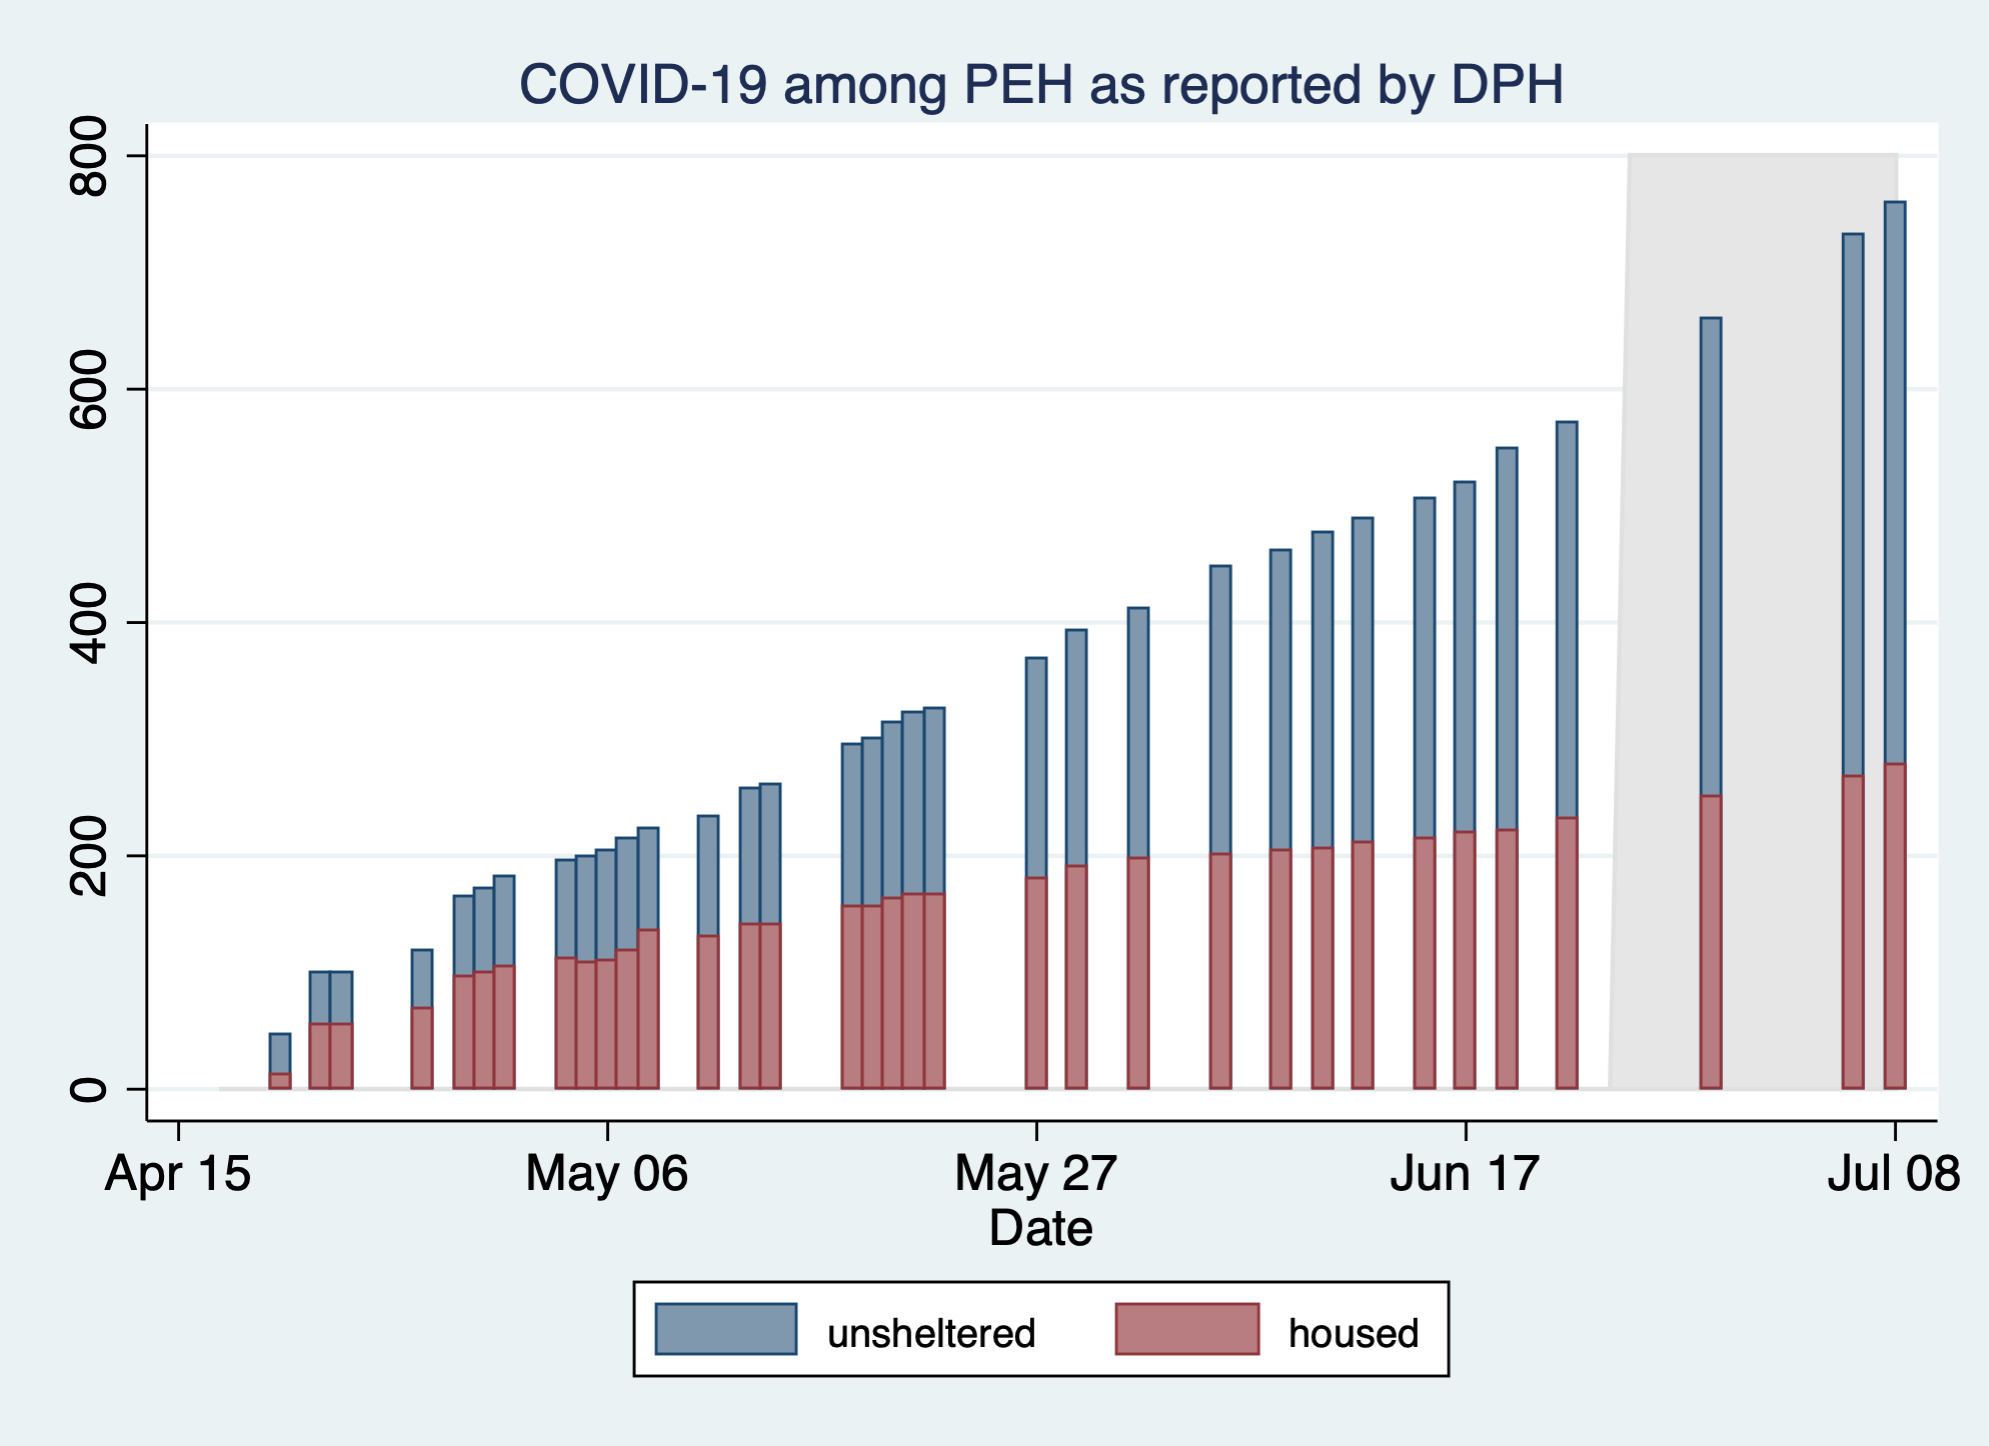 COVID-19 among PEH as reported by DPH
800
600
400
200
0
Apr 15
May 06
May 27
Jun 17
Jul 08
Date
unsheltered
housed